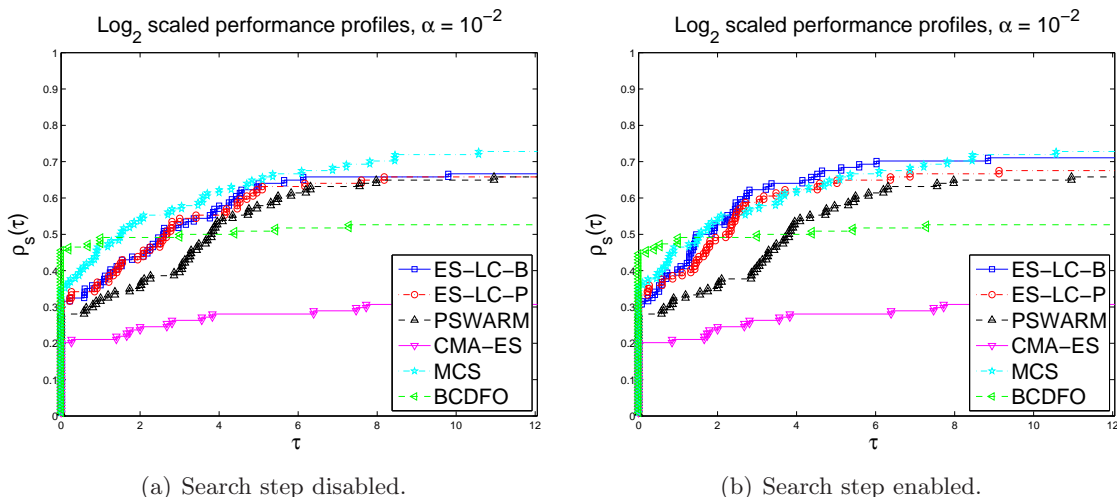 Log2 scaled performance profiles, α = 10−2
1
0.9
0.8
0.7
0.6
0.5
0.4
0.3
0.2
0.1
0
ρs(τ)
ES−LC−B
ES−LC−P
PSWARM
CMA−ES
MCS
BCDFO
0 2 4 6 8 10 12
τ
(a) Search step disabled.
Log2 scaled performance profiles, α = 10−2
1
0.9
0.8
0.7
0.6
0.5
0.4
0.3
0.2
0.1
0
ρs(τ)
ES−LC−B
ES−LC−P
PSWARM
CMA−ES
MCS
BCDFO
0 2 4 6 8 10 12
τ
(b) Search step enabled.